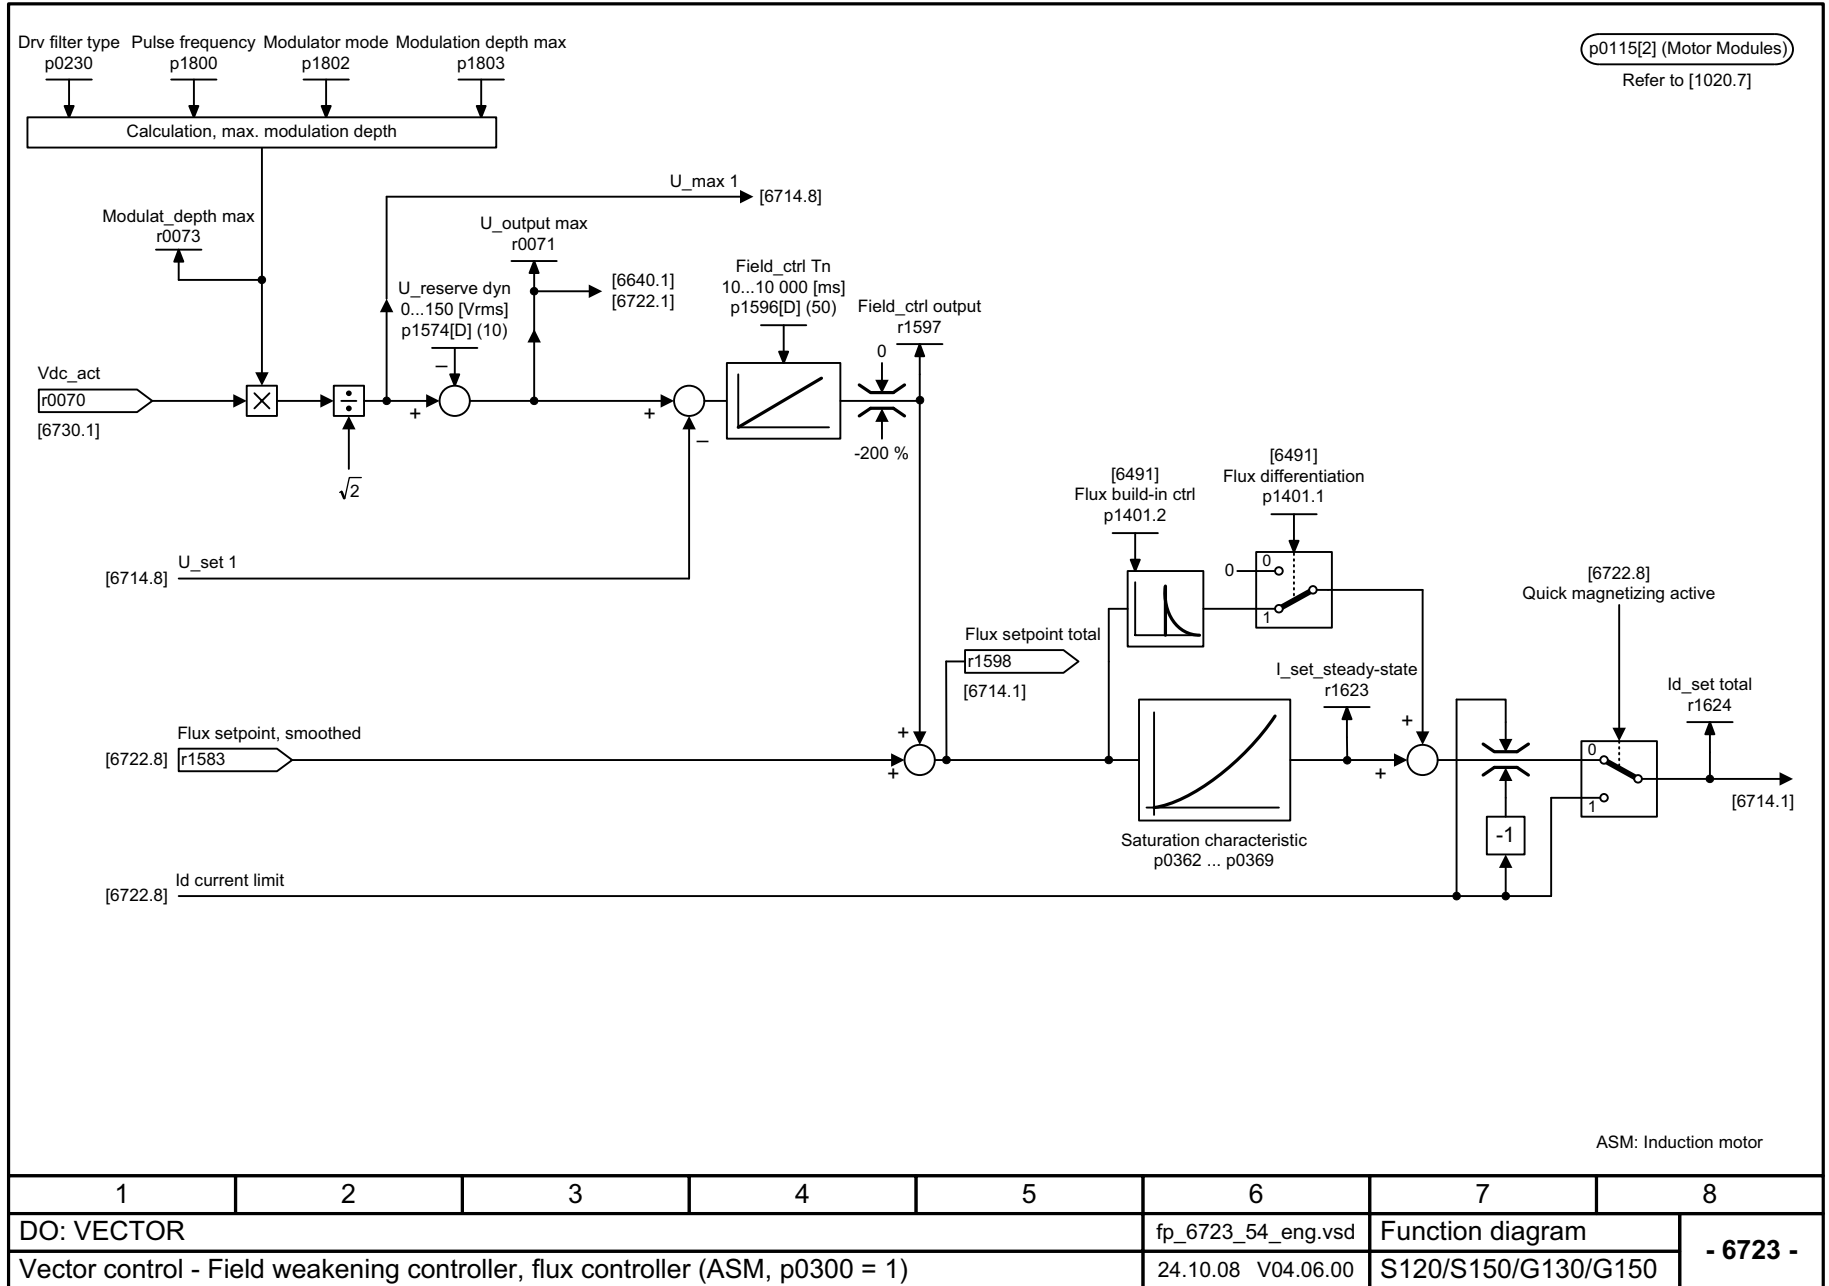 Drv filter type
p0230
Pulse frequency
p1800
Modulator mode
p1802
Modulation depth max
p1803
p0115[2] (Motor Modules)
Refer to [1020.7]
Calculation, max. modulation depth
U_max 1
[6714.8]
Modulat_depth max
r0073
U_output max
r0071
[6640.1]
[6722.1]
U_reserve dyn
0...150 [Vrms]
p1574[D] (10)
Field_ctrl Tn
10...10 000 [ms]
p1596[D] (50)
Field_ctrl output
r1597
0
-200 %
Vdc_act
r0070
[6730.1]
×
÷
√2
+
–
+
–
[6714.8]
U_set 1
[6491]
Flux build-in ctrl
p1401.2
[6491]
Flux differentiation
p1401.1
0
0
1
[6722.8]
Quick magnetizing active
Flux setpoint total
r1598
[6714.1]
I_set_steady-state
r1623
Id_set total
r1624
Flux setpoint, smoothed
[6722.8]
r1583
+
+
+
+
0
1
[6714.1]
-1
Saturation characteristic
p0362 ... p0369
Id current limit
[6722.8]
ASM: Induction motor
1 2 3 4 5 6 7 8
DO: VECTOR
fp_6723_54_eng.vsd
Function diagram
- 6723 -
Vector control - Field weakening controller, flux controller (ASM, p0300 = 1)
24.10.08 V04.06.00
S120/S150/G130/G150